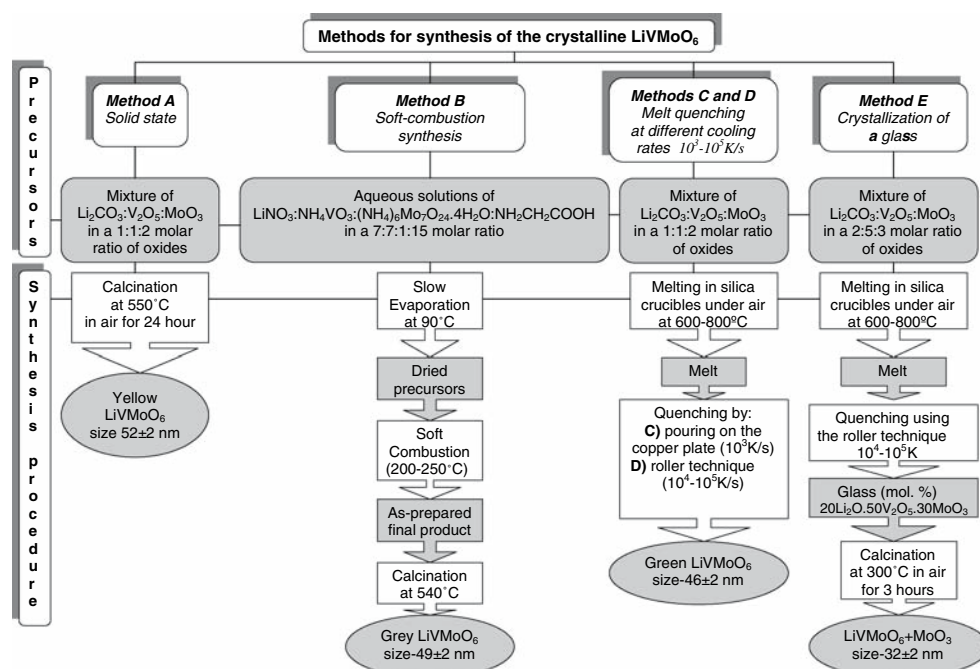 Methods for synthesis of the crystalline LiVMoO₆
Precursors
Method A
Solid state
Method B
Soft-combustion
synthesis
Methods C and D
Melt quenching
at different cooling
rates 10³-10⁵K/s
Method E
Crystallization of
a glass
Mixture of
Li₂CO₃:V₂O₅:MoO₃
in a 1:1:2 molar
ratio of oxides
Aqueous solutions of
LiNO₃:NH₄VO₃:(NH₄)₆Mo₇O₂₄.4H₂O:NH₂CH₂COOH
in a 7:7:1:15 molar ratio
Mixture of
Li₂CO₃:V₂O₅:MoO₃
in a 1:1:2 molar ratio
of oxides
Mixture of
Li₂CO₃:V₂O₅:MoO₃
in a 2:5:3 molar ratio
of oxides
Synthesis procedure
Calcination
at 550˚C
in air for 24 hour
Yellow
LiVMoO₆
size 52±2 nm
Slow
Evaporation
at 90˚C
Dried
precursors
Soft
Combustion
(200-250˚C)
As-prepared
final product
Calcination
at 540˚C
Grey LiVMoO₆
size-49±2 nm
Melting in silica
crucibles under air
at 600-800ºC
Melt
Quenching by:
C) pouring on the
copper plate (10³K/s)
D) roller technique
(10⁴-10⁵K/s)
Green LiVMoO₆
size-46±2 nm
Melting in silica
crucibles under air
at 600-800ºC
Melt
Quenching using
the roller technique
10⁴-10⁵K
Glass (mol. %)
20Li₂O.50V₂O₅.30MoO₃
Calcination
at 300˚C in air
for 3 hours
LiVMoO₆+MoO₃
size-32±2 nm